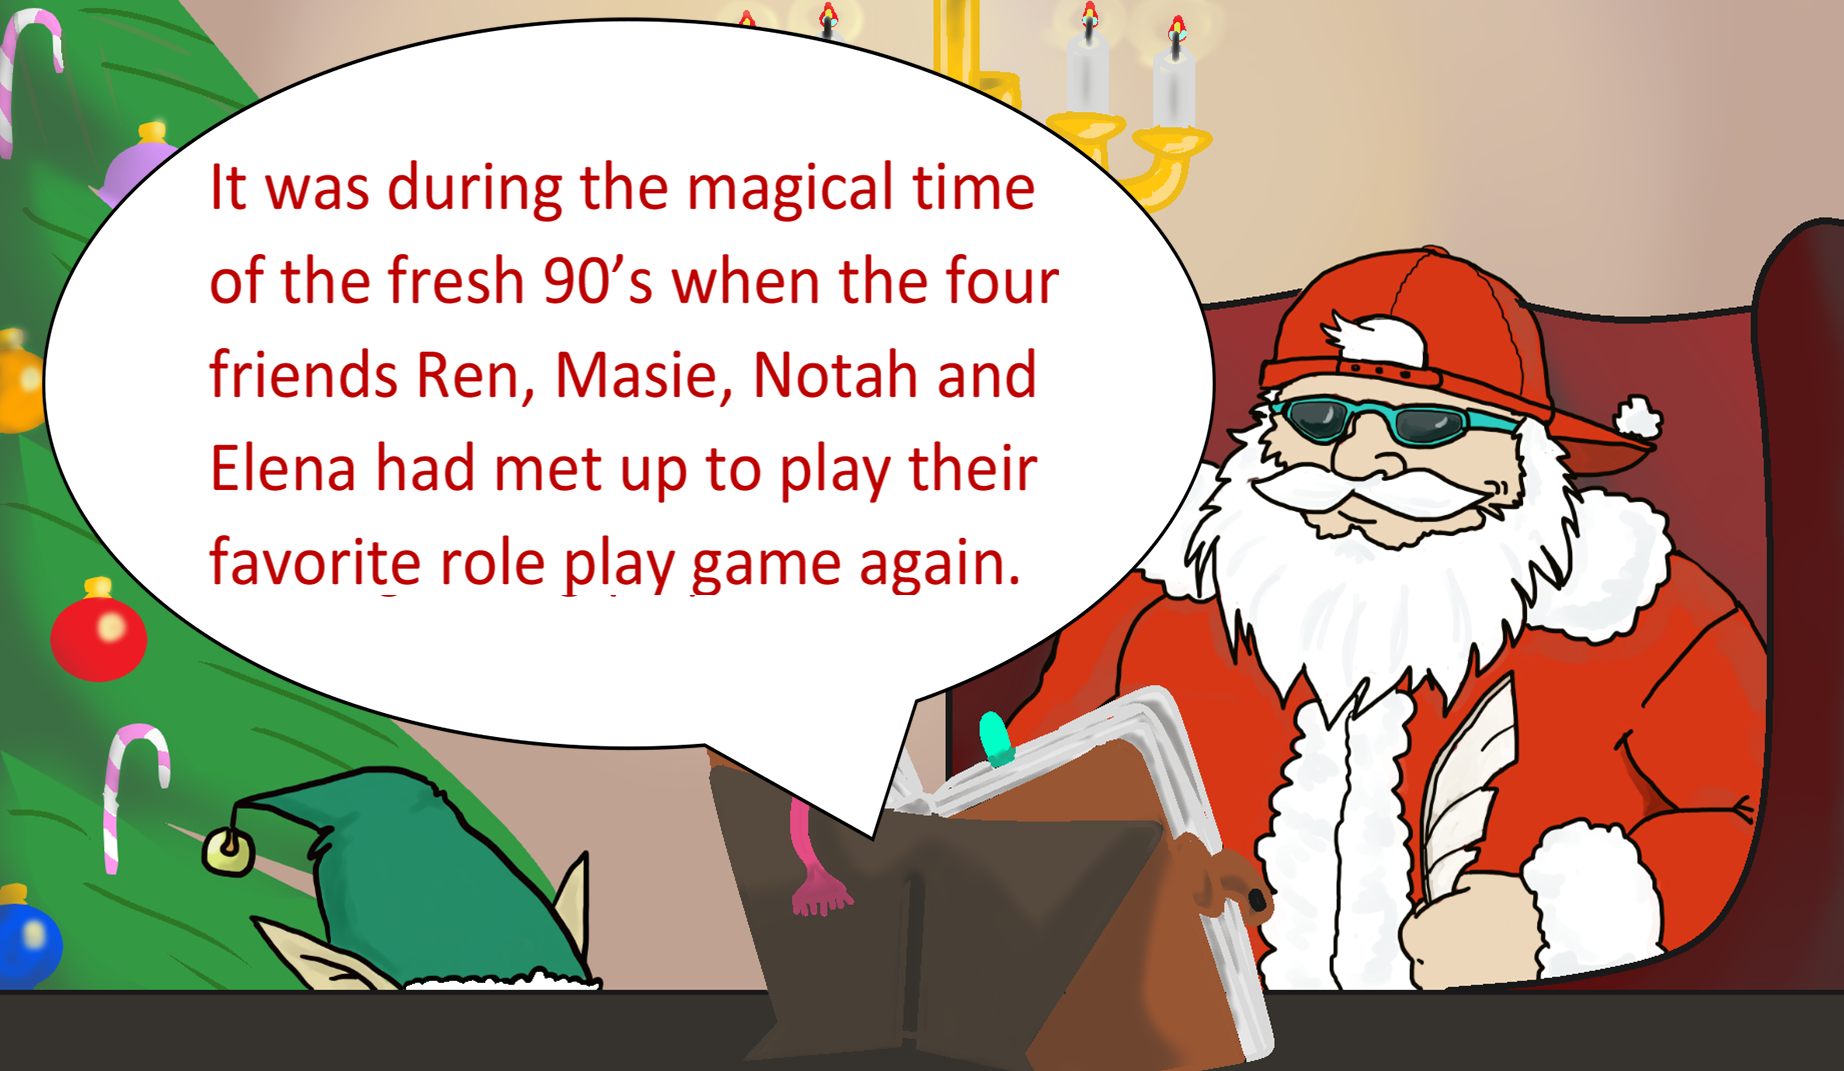 It was during the magical time
of the fresh 90’s when the four
friends Ren, Masie, Notah and
Elena had met up to play their
favorite role play game again.